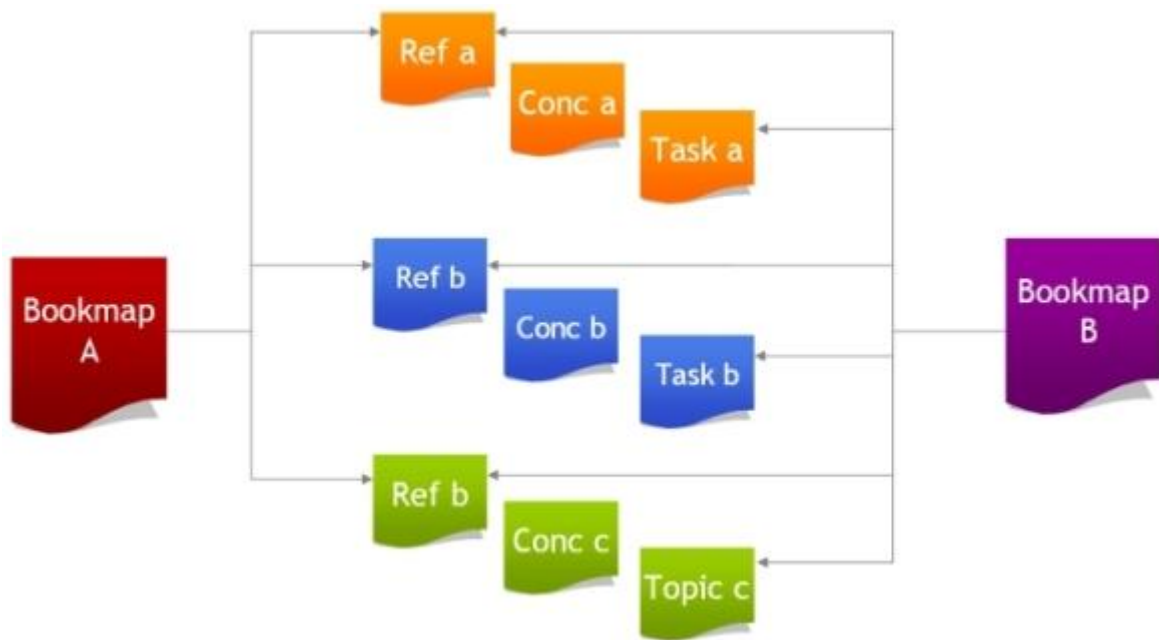 Ref a
Conc a
Task a
Bookmap
A
Ref b
Conc b
Task b
Bookmap
B
Ref b
Conc c
Topic c